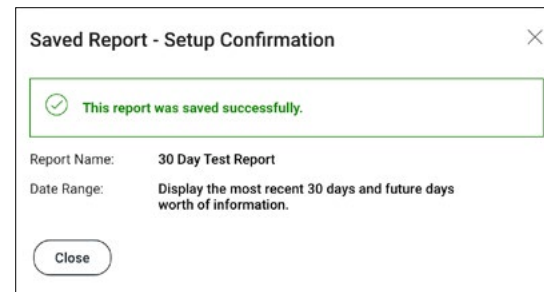 Saved Report - Setup Confirmation
This report was saved successfully.
Report Name: 30 Day Test Report
Date Range: Display the most recent 30 days and future days
worth of information.
Close